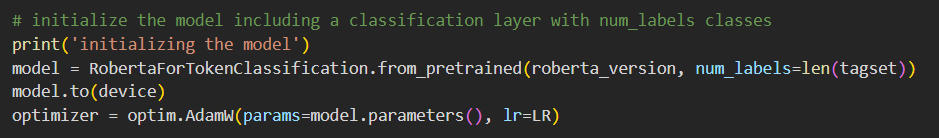 # initialize the model including a classification layer with num_labels classes
print('initializing the model')
model = RobertaForTokenClassification.from_pretrained(roberta_version, num_labels=len(tagset))
model.to(device)
optimizer = optim.AdamW(params=model.parameters(), lr=LR)